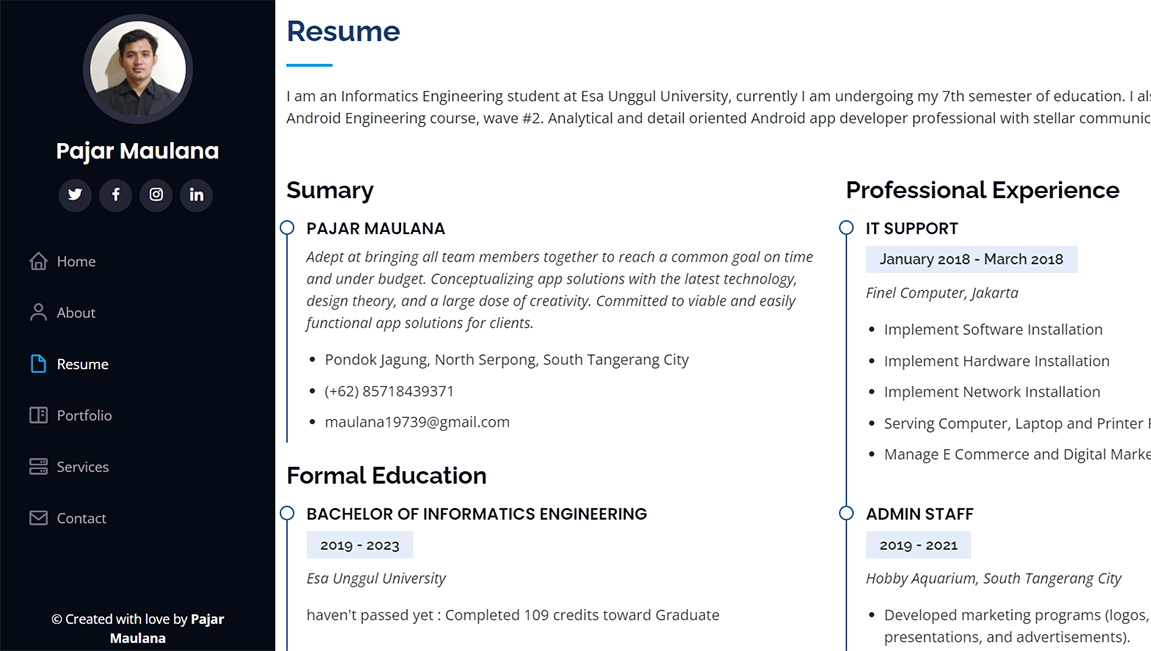 Pajar Maulana
Home
About
Resume
Portfolio
Services
Contact
© Created with love by Pajar
Maulana
Resume
I am an Informatics Engineering student at Esa Unggul University, currently I am undergoing my 7th semester of education. I
Android Engineering course, wave #2. Analytical and detail oriented Android app developer professional with stellar
Sumary
PAJAR MAULANA
Adept at bringing all team members together to reach a common goal on time
and under budget. Conceptualizing app solutions with the latest technology,
design theory, and a large dose of creativity. Committed to viable and easily
functional app solutions for clients.
• Pondok Jagung, North Serpong, South Tangerang City
• (+62) 85718439371
• maulana19739@gmail.com
Formal Education
BACHELOR OF INFORMATICS ENGINEERING
2019 - 2023
Esa Unggul University
haven't passed yet : Completed 109 credits toward Graduate
Professional Experience
IT SUPPORT
January 2018 - March 2018
Finel Computer, Jakarta
• Implement Software Installation
• Implement Hardware Installation
• Implement Network Installation
• Serving Computer, Laptop and Printer
• Manage E Commerce and Digital
ADMIN STAFF
2019 - 2021
Hobby Aquarium, South Tangerang City
• Developed marketing programs (logos,
presentations, and advertisements).